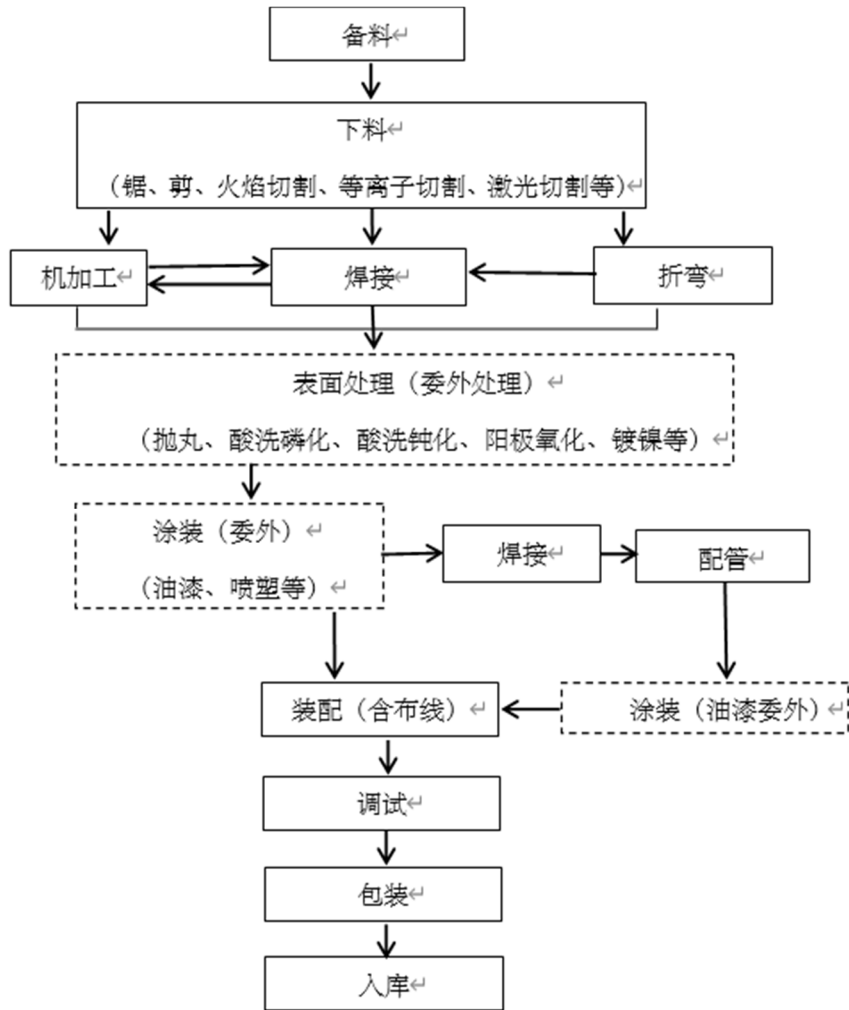 备料
下料
（锯、剪、火焰切割、等离子切割、激光切割等）
机加工
焊接
折弯
表面处理（委外处理）
（抛丸、酸洗磷化、酸洗钝化、阳极氧化、镀镍等）
涂装（委外）
（油漆、喷塑等）
焊接
配管
装配（含布线）
涂装（油漆委外）
调试
包装
入库